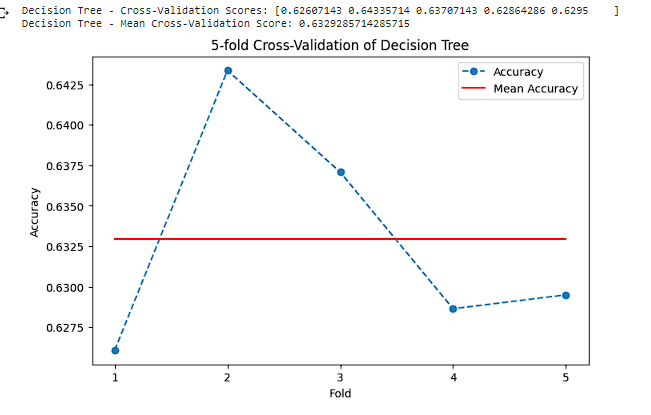 Decision Tree - Cross-Validation Scores: [0.62607143 0.64335714 0.63707143 0.62864286 0.6295    ]
Decision Tree - Mean Cross-Validation Score: 0.6329285714285715
5-fold Cross-Validation of Decision Tree
Accuracy
Mean Accuracy
0.6425
0.6400
0.6375
0.6350
0.6325
0.6300
0.6275
Accuracy
1 2 3 4 5
Fold